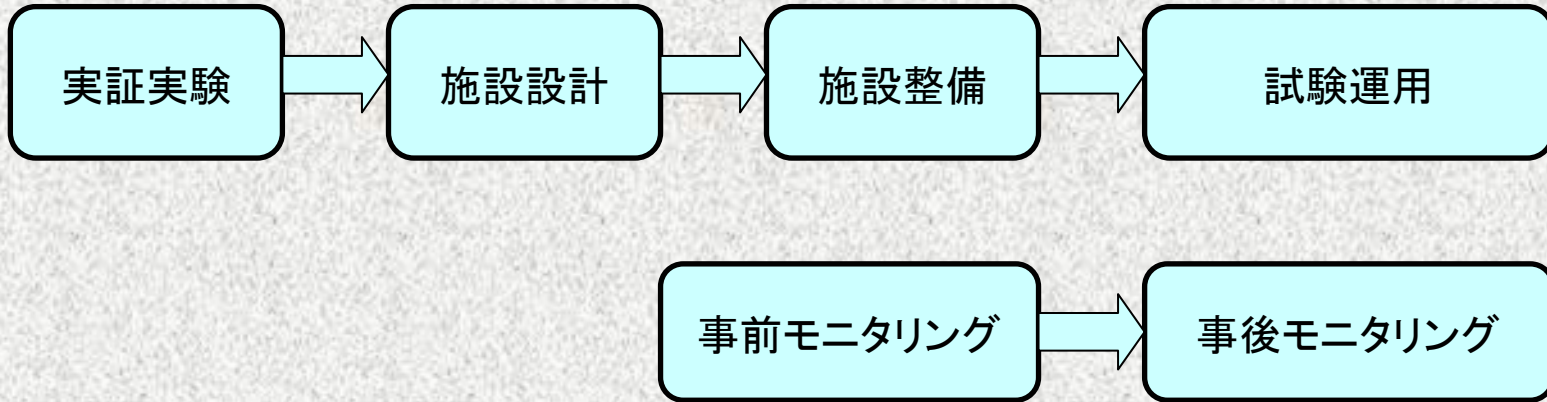 実証実験
施設設計
施設整備
試験運用
事前モニタリング
事後モニタリング